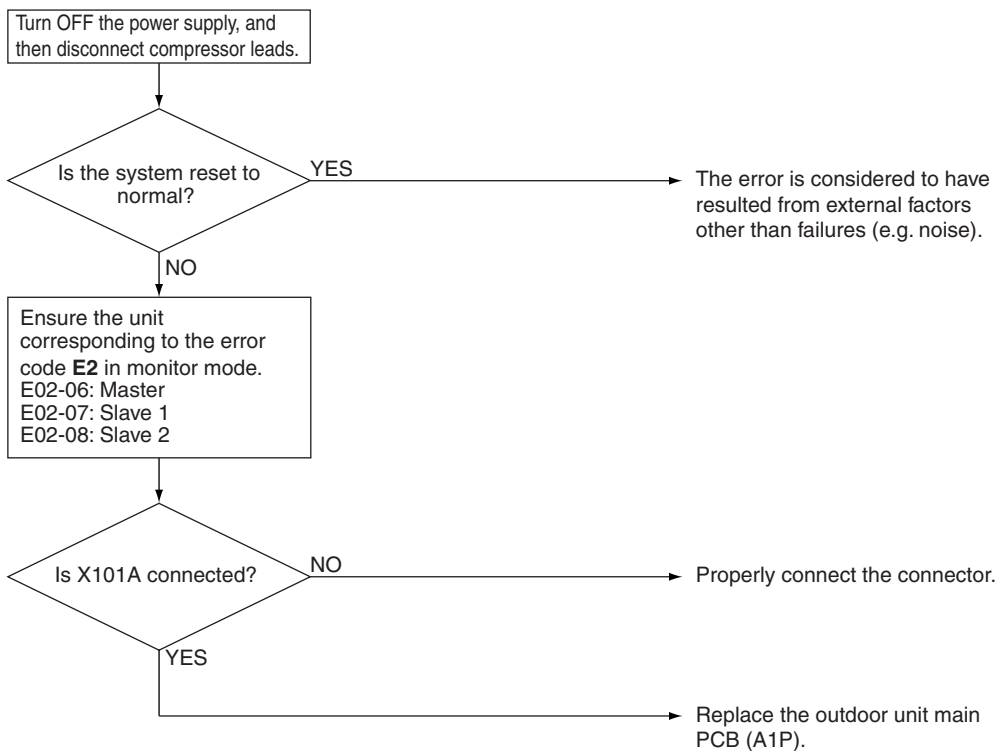 Turn OFF the power supply, and
then disconnect compressor leads.
Is the system reset to
normal?
YES
The error is considered to have
resulted from external factors
other than failures (e.g. noise).
NO
Ensure the unit
corresponding to the error
code E2 in monitor mode.
E02-06: Master
E02-07: Slave 1
E02-08: Slave 2
Is X101A connected?
NO
Properly connect the connector.
YES
Replace the outdoor unit main
PCB (A1P).